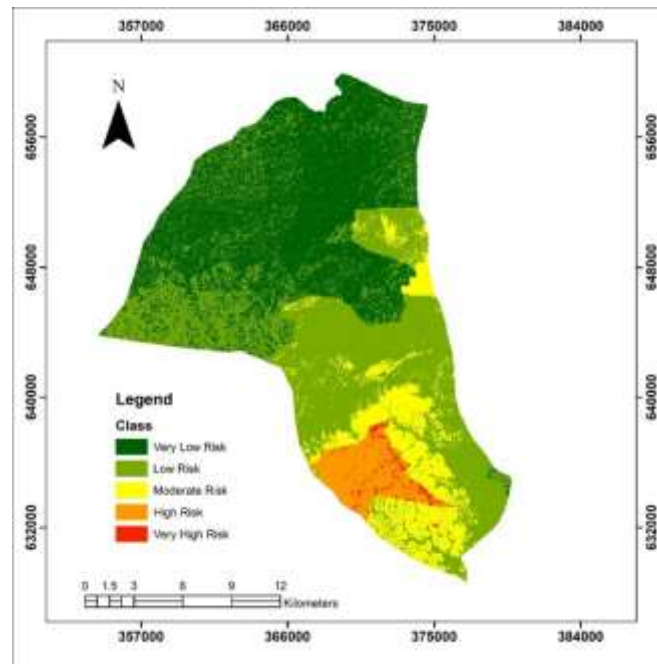 357000 366000 375000 384000
N
656000 656000
648000 648000
640000 640000
632000 632000
Legend
Class
Very Low Risk
Low Risk
Moderate Risk
High Risk
Very High Risk
0 1.5 3 6 9 12
Kilometers
357000 366000 375000 384000